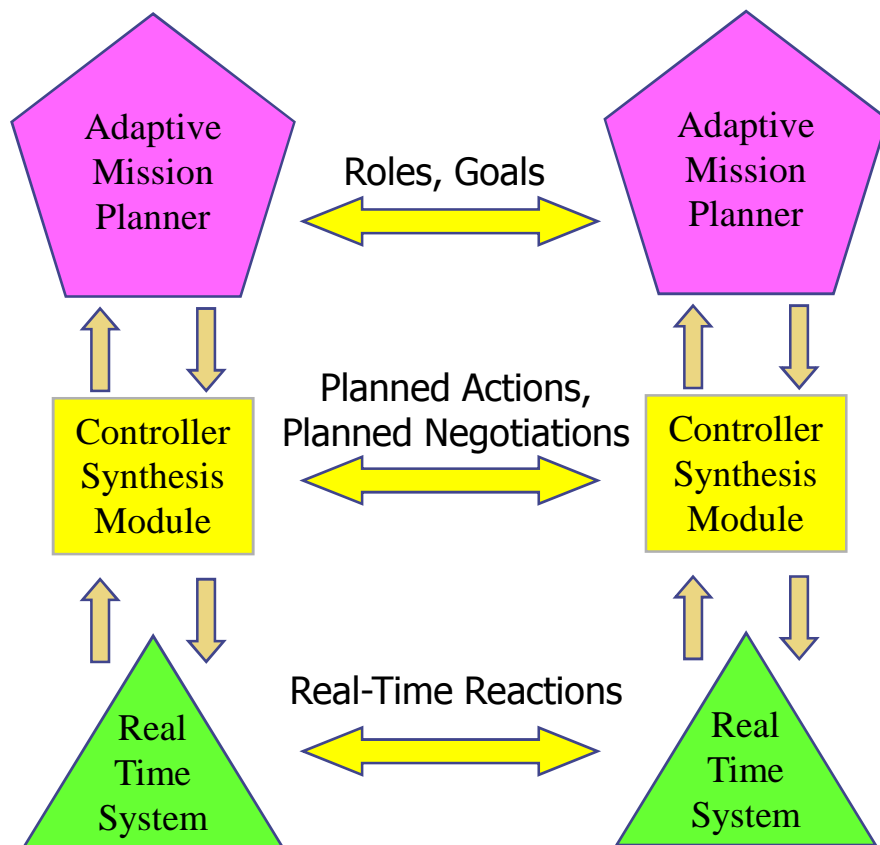 Adaptive
Mission
Planner
Roles, Goals
Adaptive
Mission
Planner
Controller
Synthesis
Module
Planned Actions,
Planned Negotiations
Controller
Synthesis
Module
Real
Time
System
Real-Time Reactions
Real
Time
System